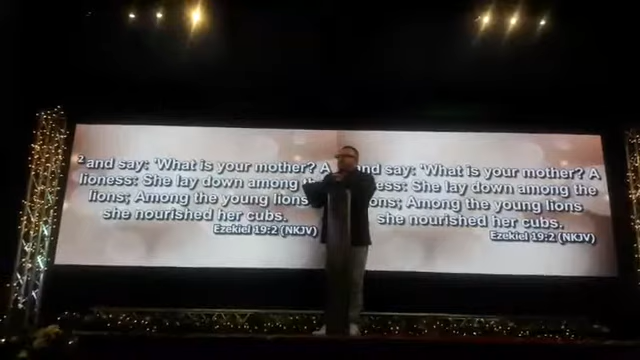 ²and say: 'What is your mother? A
lioness: She lay down among the
lions; Among the young lions
she nourished her cubs.
Ezekiel 19:2 (NKJV)
and say: 'What is your mother? A
She lay down among the
Among the young lions
she nourished her cubs.
Ezekiel 19:2 (NKJV)